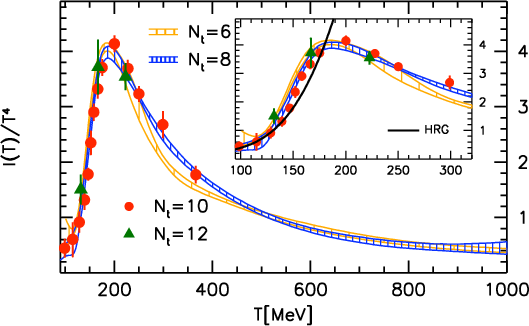 N_t=6
N_t=8
4
3
2
1
HRG
100 150 200 250 300
I(T)/T⁴
4
3
2
1
N_t=10
N_t=12
200 400 600 800 1000
T[MeV]